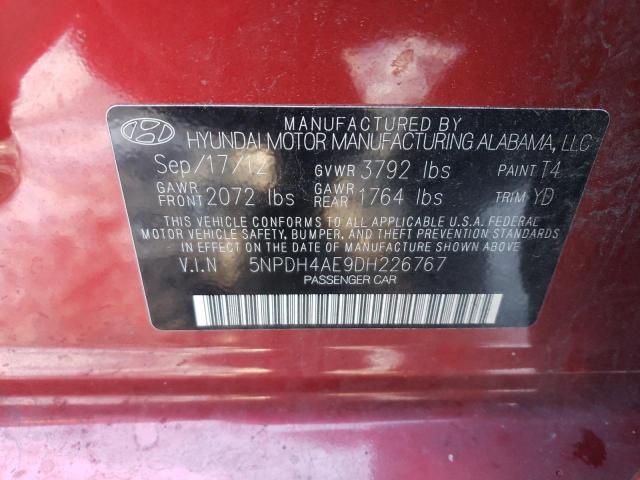 MANUFACTURED BY
HYUNDAI MOTOR MANUFACTURING ALABAMA, LLC
Sep/17/12 GVWR 3792 lbs PAINT T4
GAWR FRONT 2072 lbs GAWR REAR 1764 lbs TRIM YD
THIS VEHICLE CONFORMS TO ALL APPLICABLE U.S.A. FEDERAL
MOTOR VEHICLE SAFETY, BUMPER, AND THEFT PREVENTION STANDARDS
IN EFFECT ON THE DATE OF MANUFACTURE SHOWN ABOVE
V.I.N 5NPDH4AE9DH226767
PASSENGER CAR